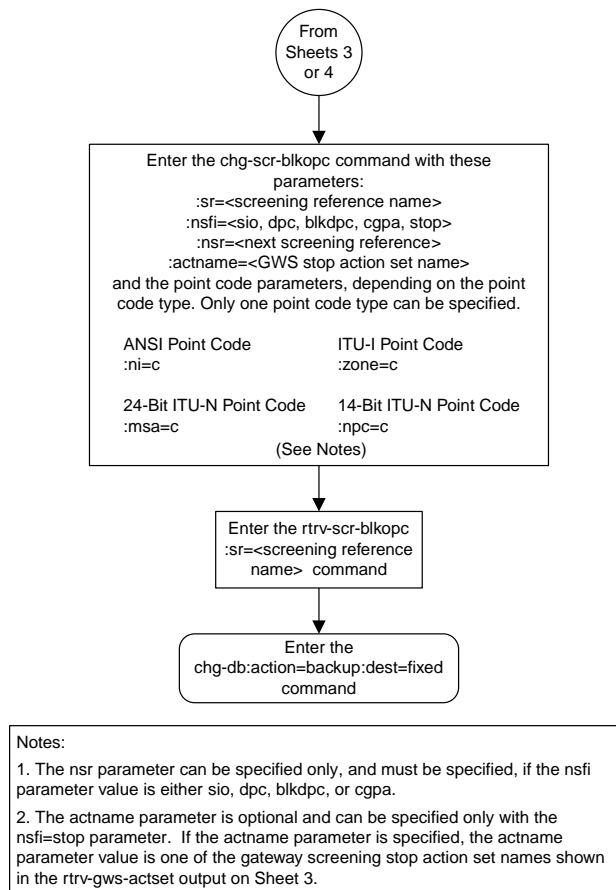 From
Sheets 3
or 4
Enter the chg-scr-blkopc command with these
parameters:
:sr=<screening reference name>
:nsfi=<sio, dpc, blkdpc, cgpa, stop>
:nsr=<next screening reference>
:actname=<GWS stop action set name>
and the point code parameters, depending on the point
code type. Only one point code type can be specified.
ANSI Point Code
:ni=c
ITU-I Point Code
:zone=c
24-Bit ITU-N Point Code
:msa=c
14-Bit ITU-N Point Code
:npc=c
(See Notes)
Enter the rtrv-scr-blkopc
:sr=<screening reference
name> command
Enter the
chg-db:action=backup:dest=fixed
command
Notes:
1. The nsr parameter can be specified only, and must be specified, if the nsfi
parameter value is either sio, dpc, blkdpc, or cgpa.
2. The actname parameter is optional and can be specified only with the
nsfi=stop parameter. If the actname parameter is specified, the actname
parameter value is one of the gateway screening stop action set names shown
in the rtrv-gws-actset output on Sheet 3.